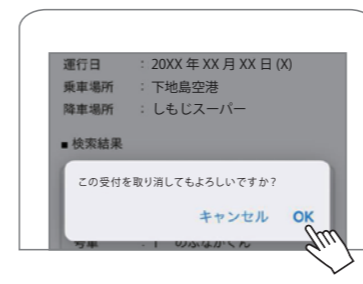 運行日 : 20XX 年 XX 月 XX 日 (X)
乗車場所 : 下地島空港
降車場所 : しもじスーパー
■ 検索結果
この受付を取り消してもよろしいですか？
キャンセル OK
号車 : 1 のぶながくん